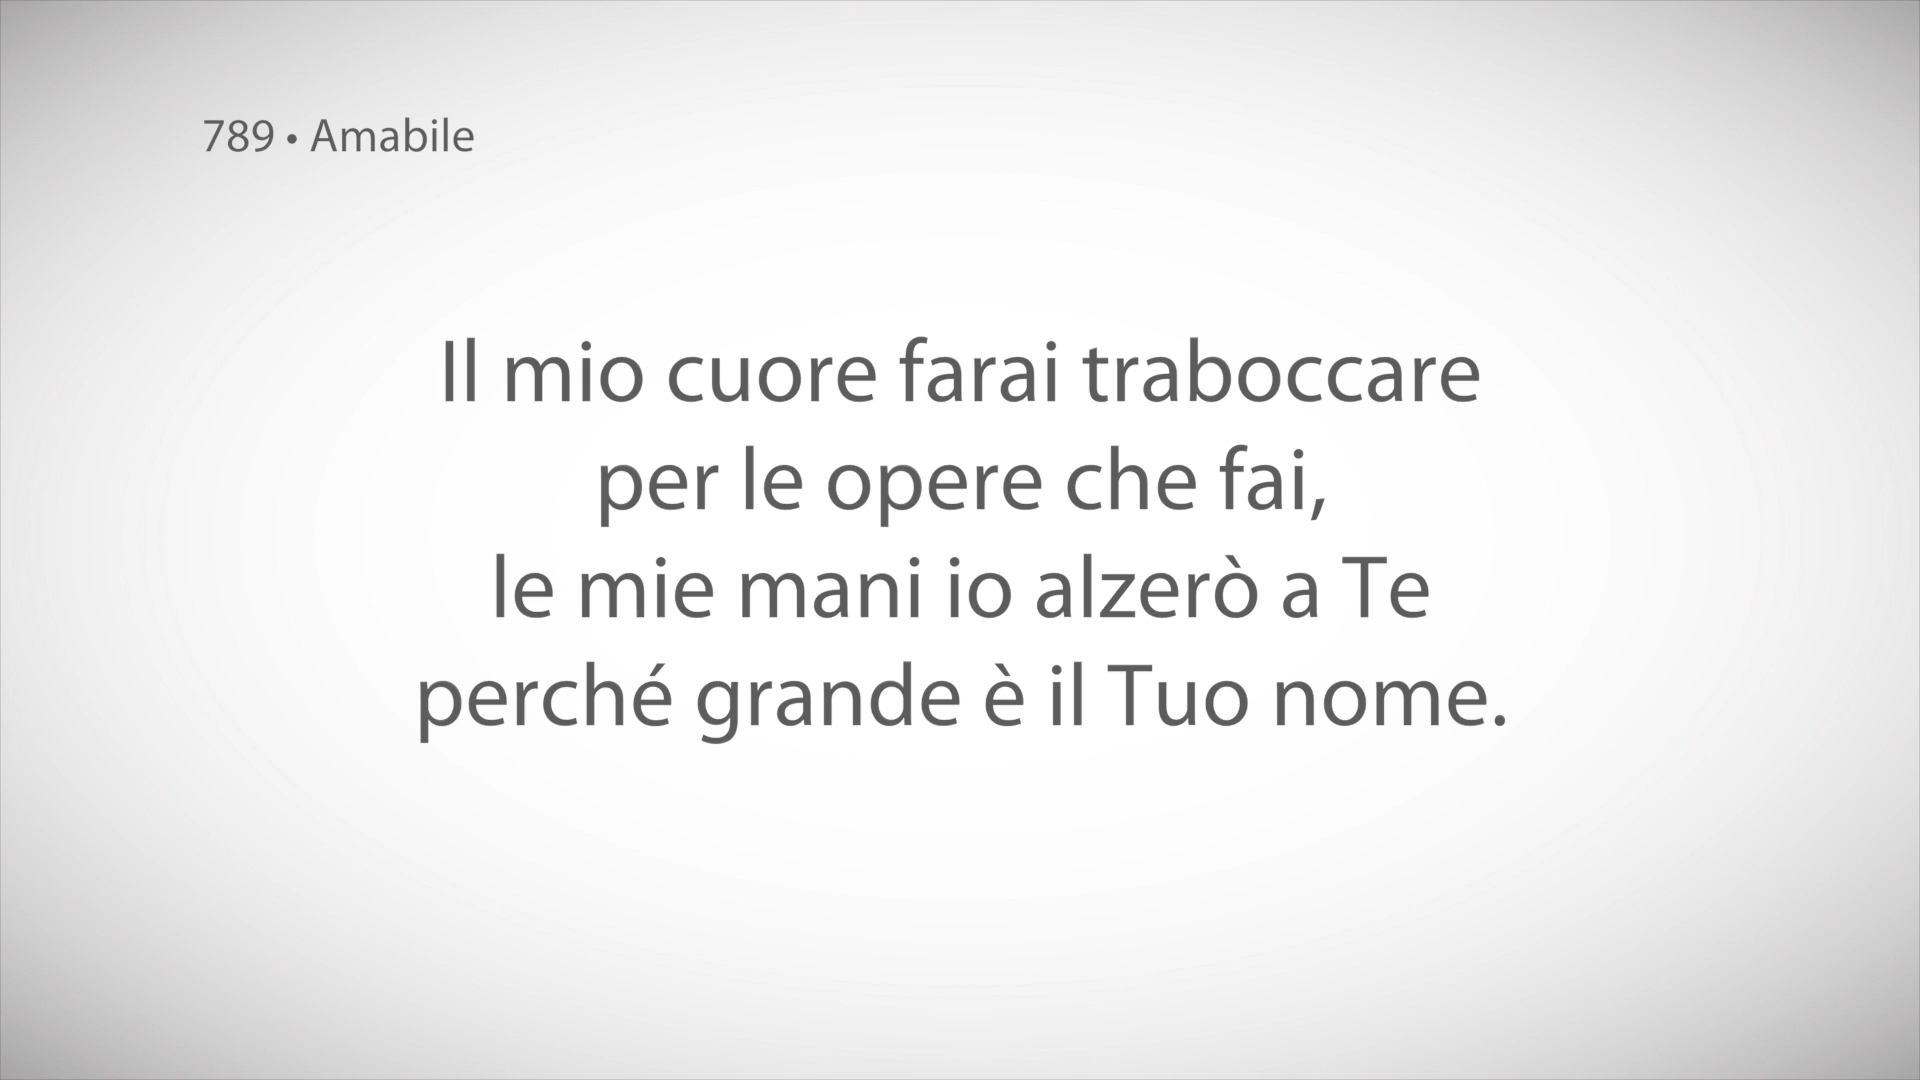 789 • Amabile
Il mio cuore farai traboccare
per le opere che fai,
le mie mani io alzerò a Te
perché grande è il Tuo nome.